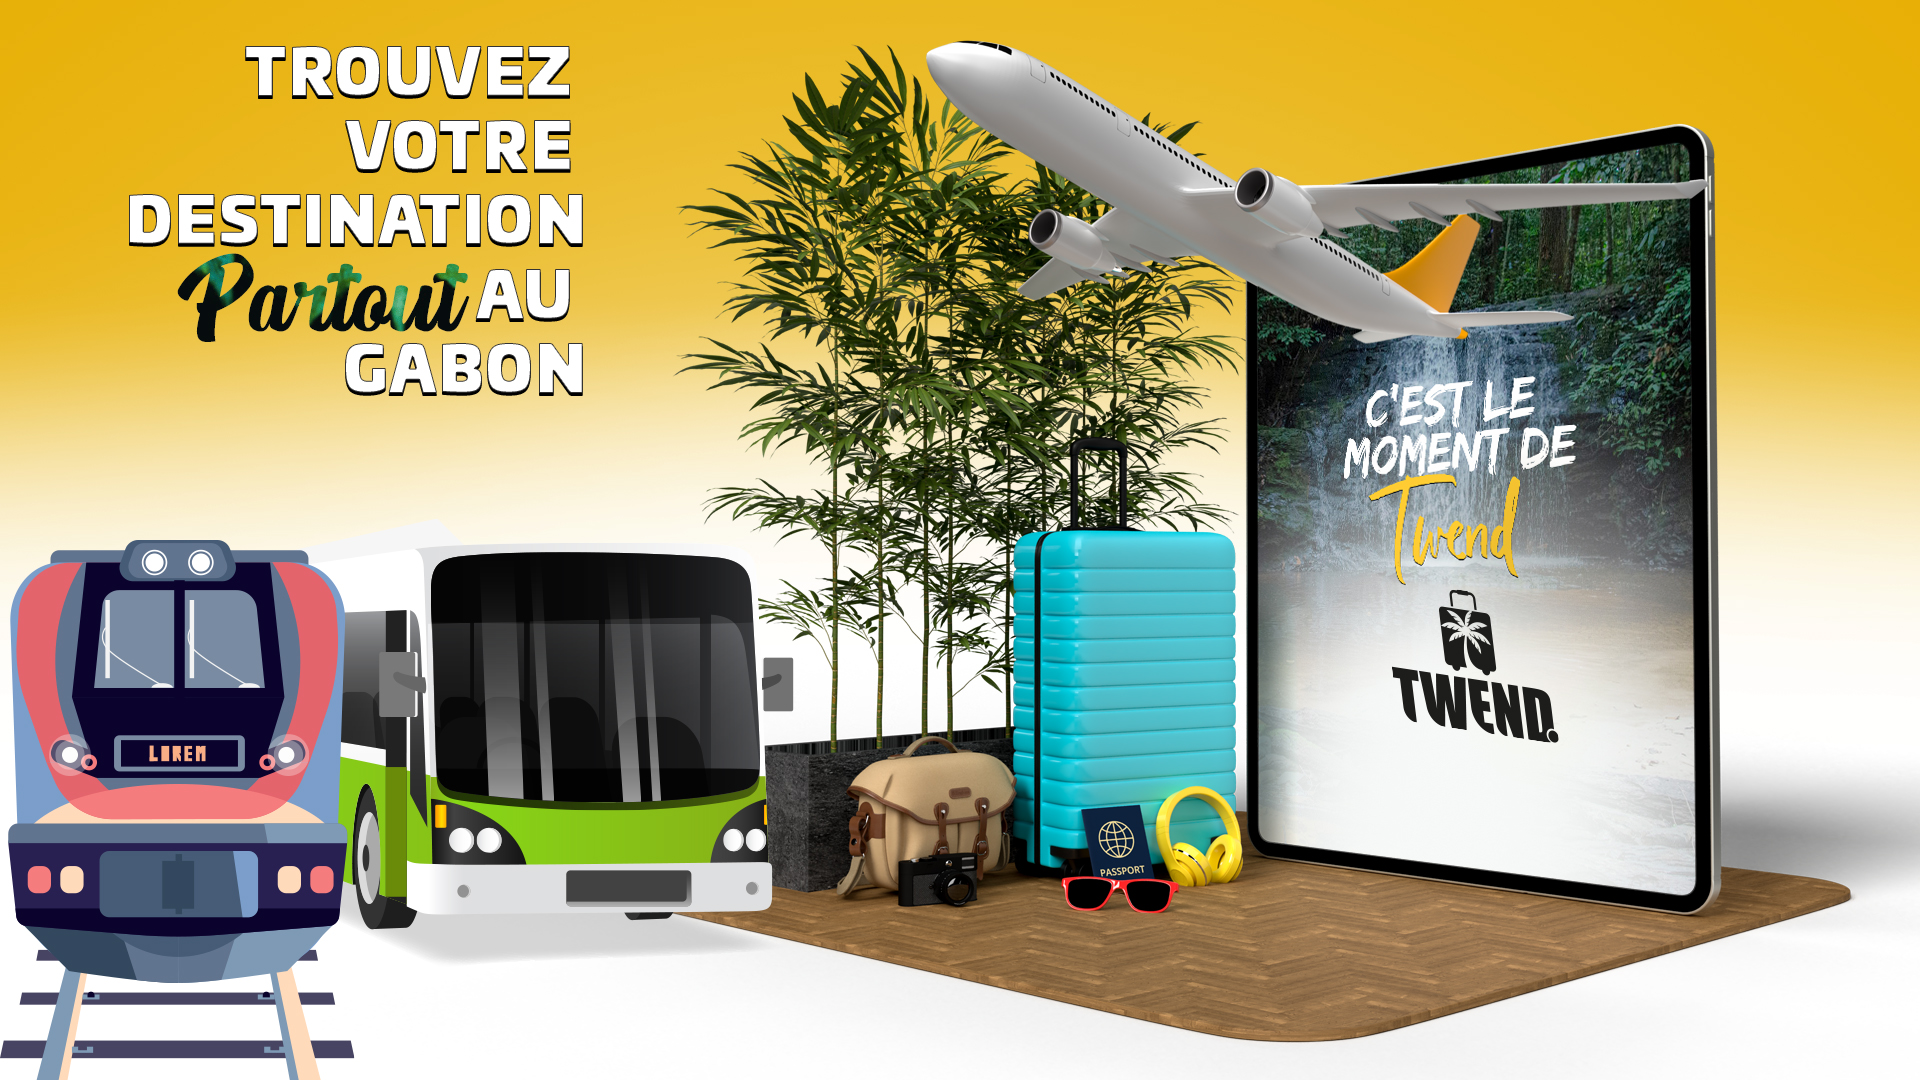 TROUVEZ
VOTRE
DESTINATION
Partout AU
GABON
C'EST LE
MOMENT DE
Twend
TWEND.
LOREM
PASSPORT